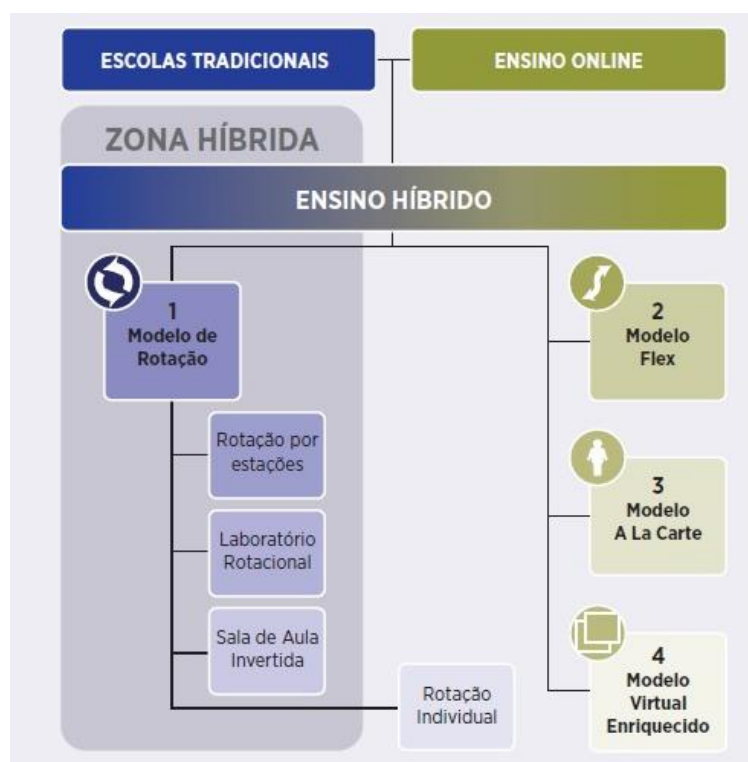 ESCOLAS TRADICIONAIS
ENSINO ONLINE
ZONA HÍBRIDA
ENSINO HÍBRIDO
1
Modelo de
Rotação
Rotação por
estações
Laboratório
Rotacional
Sala de Aula
Invertida
Rotação
Individual
2
Modelo
Flex
3
Modelo
A La Carte
4
Modelo
Virtual
Enriquecido